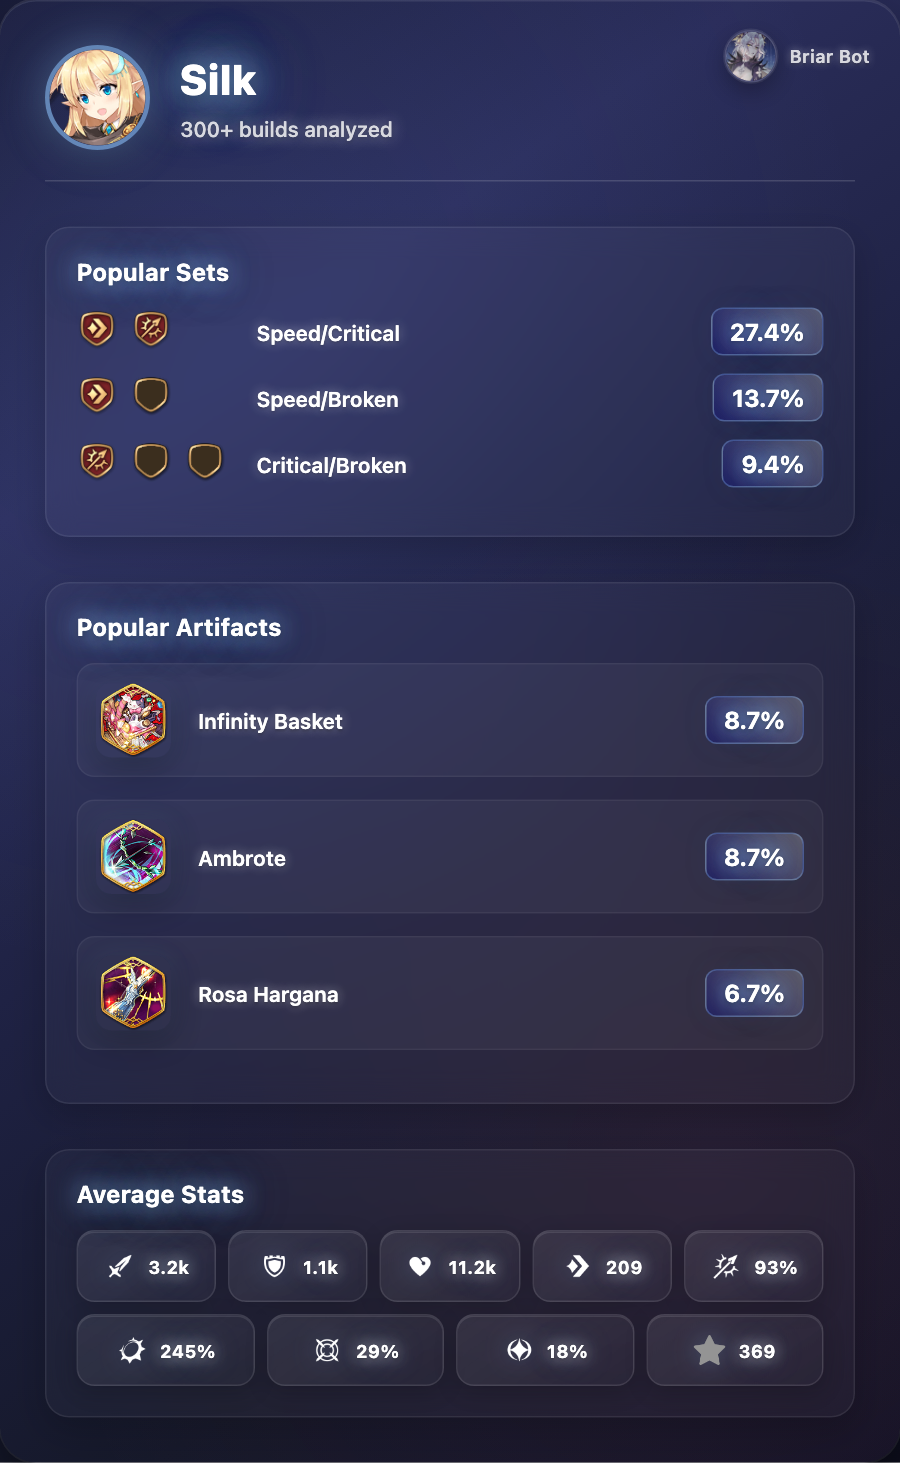 Silk
300+ builds analyzed
Briar Bot
Popular Sets
Speed/Critical
27.4%
Speed/Broken
13.7%
Critical/Broken
9.4%
Popular Artifacts
Infinity Basket
8.7%
Ambrote
8.7%
Rosa Hargana
6.7%
Average Stats
3.2k
1.1k
11.2k
209
93%
245%
29%
18%
369